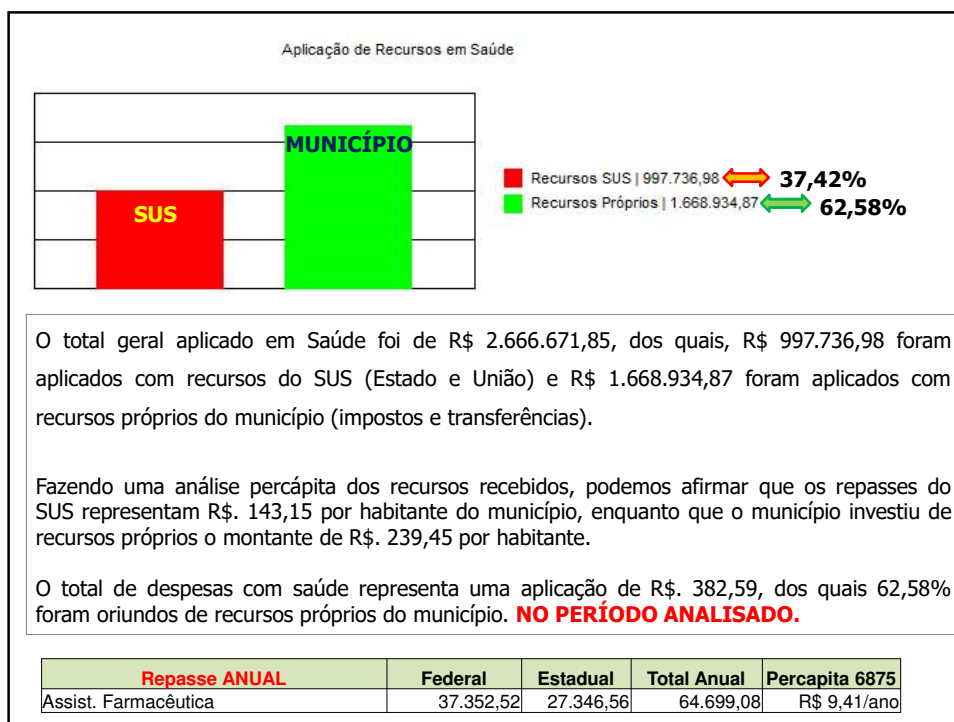 Aplicação de Recursos em Saúde
MUNICÍPIO
SUS
Recursos SUS | 997.736,98 37,42%
Recursos Próprios | 1.668.934,87 62,58%
O total geral aplicado em Saúde foi de R$ 2.666.671,85, dos quais, R$ 997.736,98 foram
aplicados com recursos do SUS (Estado e União) e R$ 1.668.934,87 foram aplicados com
recursos próprios do município (impostos e transferências).
Fazendo uma análise percápita dos recursos recebidos, podemos afirmar que os repasses do
SUS representam R$. 143,15 por habitante do município, enquanto que o município investiu de
recursos próprios o montante de R$. 239,45 por habitante.
O total de despesas com saúde representa uma aplicação de R$. 382,59, dos quais 62,58%
foram oriundos de recursos próprios do município. NO PERÍODO ANALISADO.
Repasse ANUAL Federal Estadual Total Anual Percapita 6875
Assist. Farmacêutica 37.352,52 27.346,56 64.699,08 R$ 9,41/ano